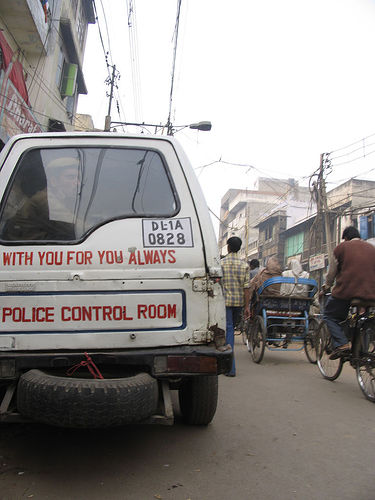 DL1A
0828
WITH YOU FOR YOU ALWAYS
POLICE CONTROL ROOM